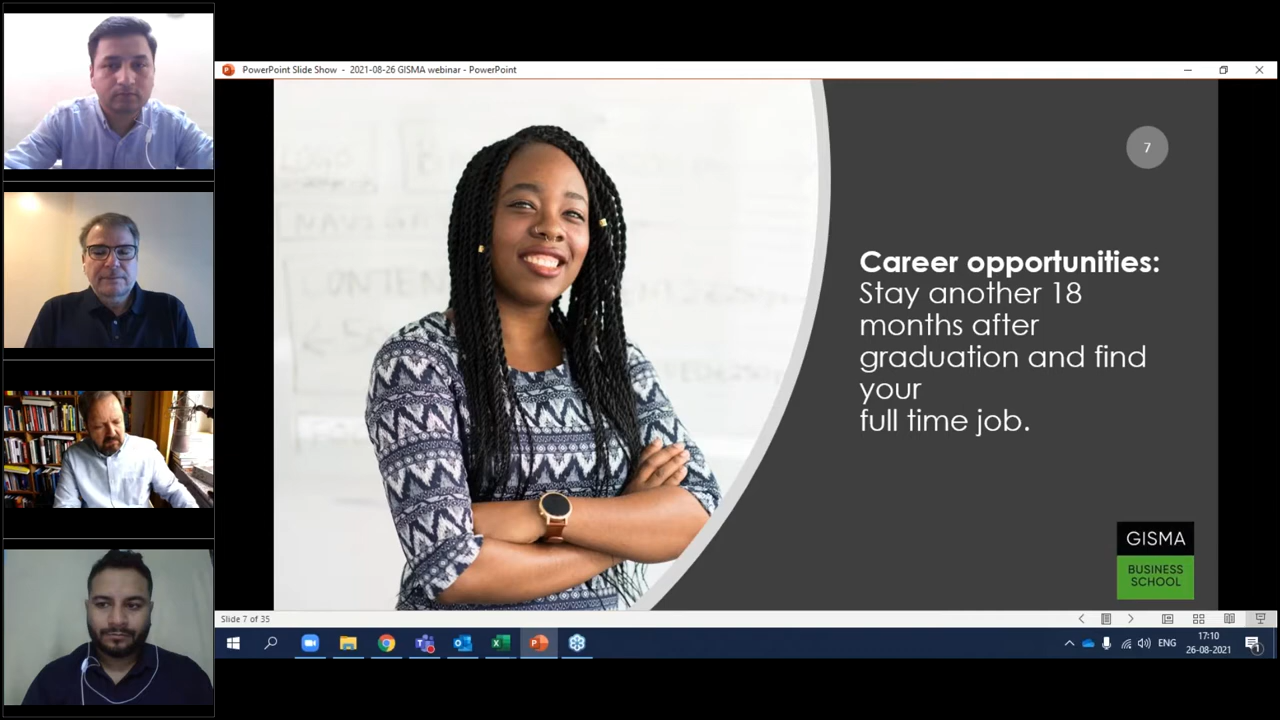 PowerPoint Slide Show - 2021-08-26 GISMA webinar - PowerPoint
7
Career opportunities:
Stay another 18
months after
graduation and find
your
full time job.
GISMA
BUSINESS
SCHOOL
Slide 7 of 35
ENG
17:10
26-08-2021
1